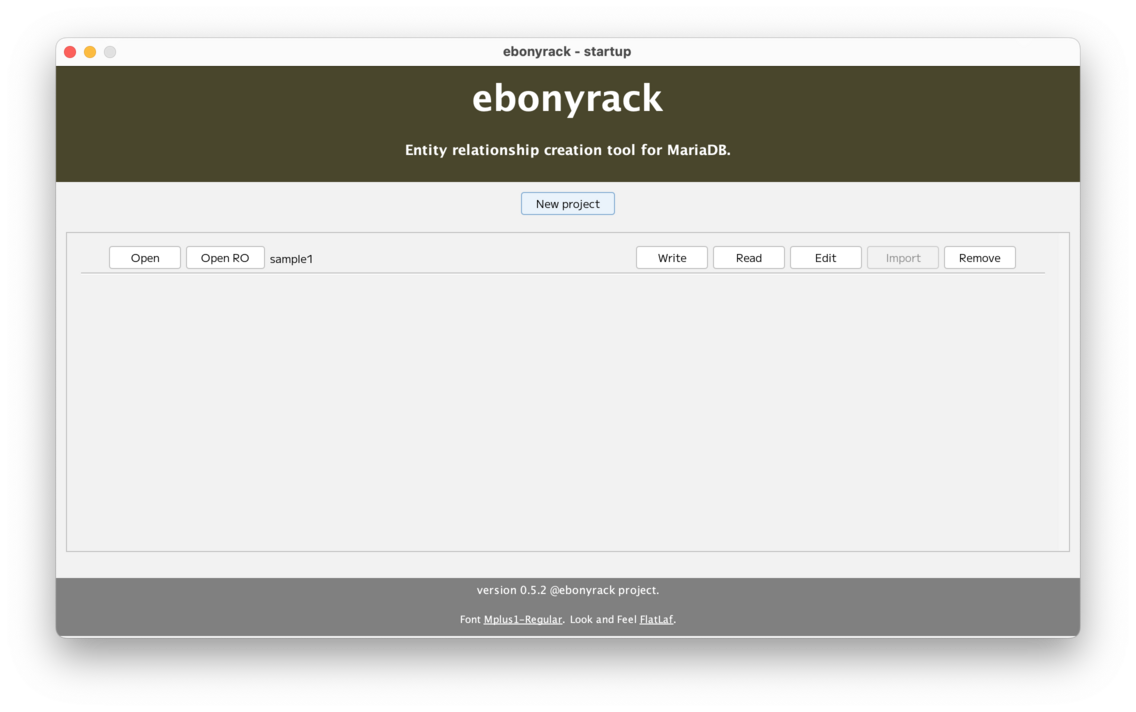 ebonyrack - startup
ebonyrack
Entity relationship creation tool for MariaDB.
New project
Open Open RO sample1 Write Read Edit Import Remove
version 0.5.2 @ebonyrack project.
Font Mplus1-Regular. Look and Feel FlatLaf.